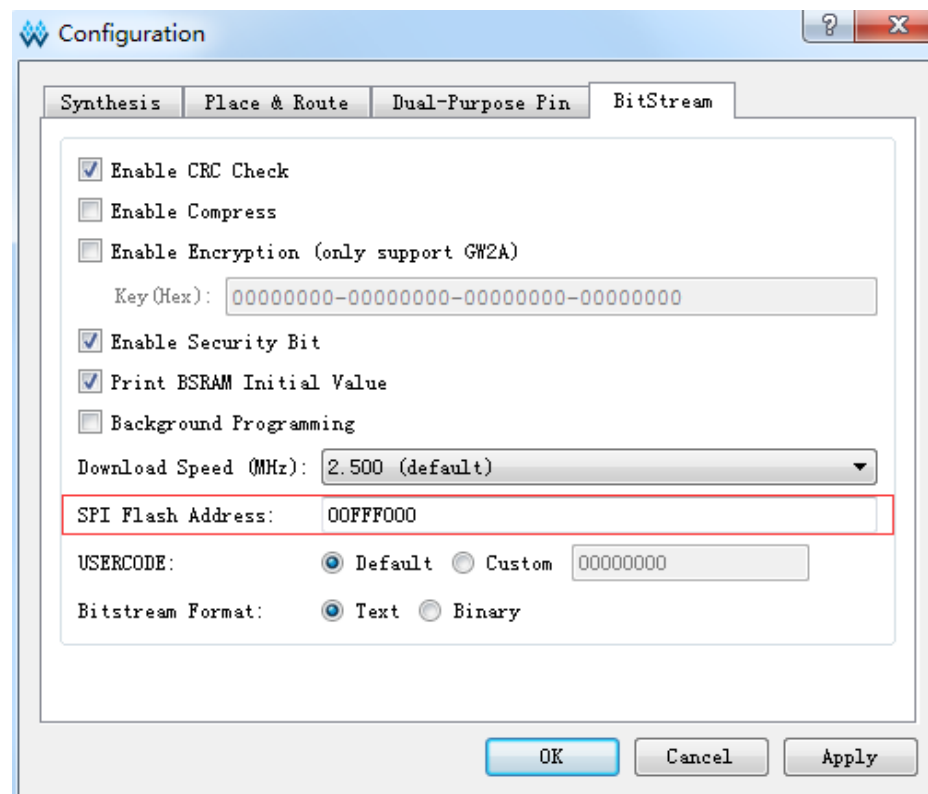 Configuration
Synthesis Place & Route Dual-Purpose Pin BitStream
Enable CRC Check
Enable Compress
Enable Encryption (only support GW2A)
Key(Hex): 00000000-00000000-00000000-00000000
Enable Security Bit
Print BSRAM Initial Value
Background Programming
Download Speed (MHz): 2.500 (default)
SPI Flash Address: 00FFF000
USERCODE: Default Custom 00000000
Bitstream Format: Text Binary
OK Cancel Apply